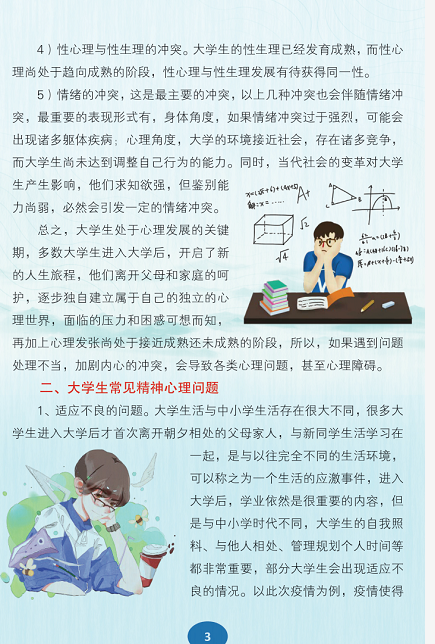 4）性心理与性生理的冲突。大学生的性生理已经发育成熟，而性心
理尚处于趋向成熟的阶段，性心理与性生理发展有待获得同一性。
5）情绪的冲突，这是最主要的冲突，以上几种冲突也会伴随情绪冲
突，最重要的表现形式有，身体角度，如果情绪冲突过于强烈，可能会
出现诸多躯体疾病；心理角度，大学的环境接近社会，存在诸多竞争，
而大学生尚未达到调整自己行为的能力。同时，当代社会的变革对大学
生产生影响，他们求知欲强，但鉴别能
力尚弱，必然会引发一定的情绪冲突。
总之，大学生处于心理发展的关键
期，多数大学生进入大学后，开启了新
的人生旅程，他们离开父母和家庭的呵
护，逐步独自建立属于自己的独立的心
理世界，面临的压力和困惑可想而知，
再加上心理发张尚处于接近成熟还未成熟的阶段，所以，如果遇到问题
处理不当，加剧内心的冲突，会导致各类心理问题，甚至心理障碍。
A+
√2
√4
二、大学生常见精神心理问题
1、适应不良的问题。大学生活与中小学生活存在很大不同，很多大
学生进入大学后才首次离开朝夕相处的父母家人，与新同学生活学习在
一起，是与以往完全不同的生活环境，
可以称之为一个生活的应激事件，进入
大学后，学业依然是很重要的内容，但
是与中小学时代不同，大学生的自我照
料、与他人相处、管理规划个人时间等
都非常重要，部分大学生会出现适应不
良的情况。以此次疫情为例，疫情使得
3